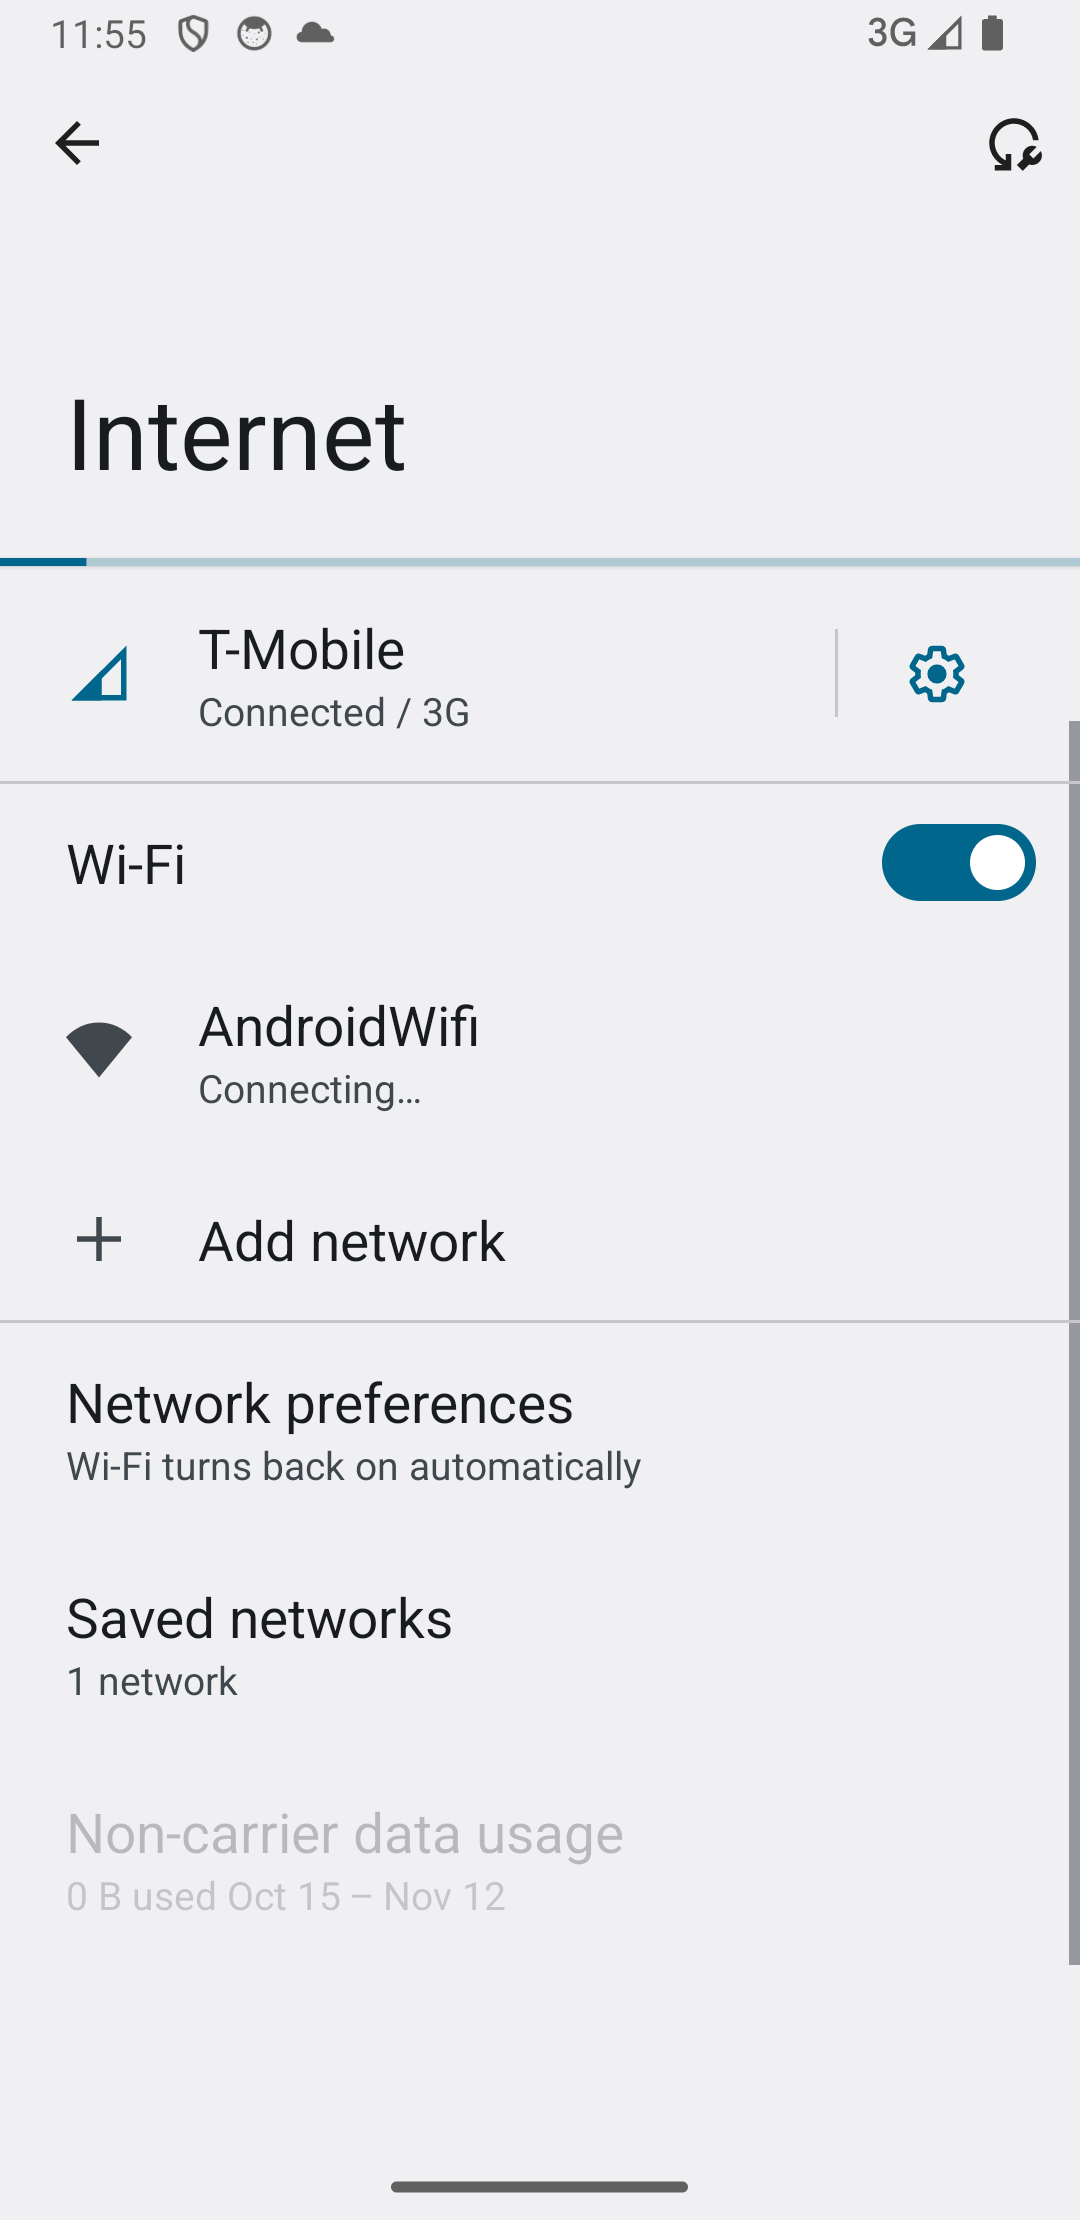 11:55
3G
Internet
T-Mobile
Connected / 3G
Wi-Fi
AndroidWifi
Connecting…
Add network
Network preferences
Wi-Fi turns back on automatically
Saved networks
1 network
Non-carrier data usage
0 B used Oct 15 – Nov 12